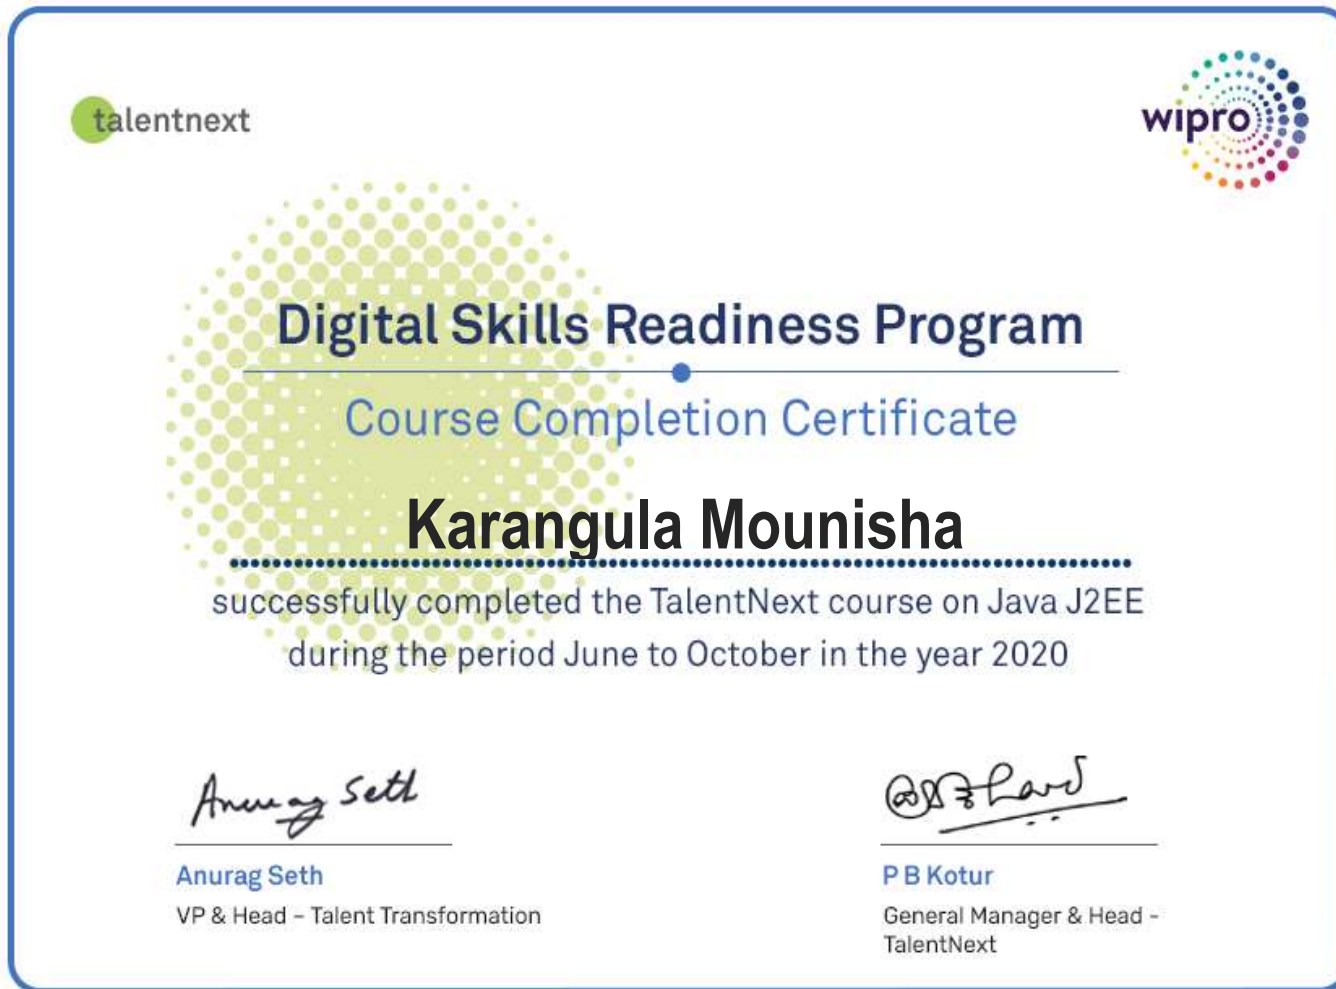 talentnext
wipro
Digital Skills Readiness Program
Course Completion Certificate
Karangula Mounisha
successfully completed the TalentNext course on Java J2EE
during the period June to October in the year 2020
Anurag Seth
Anurag Seth
P B Kotur
VP & Head – Talent Transformation
General Manager & Head -
TalentNext